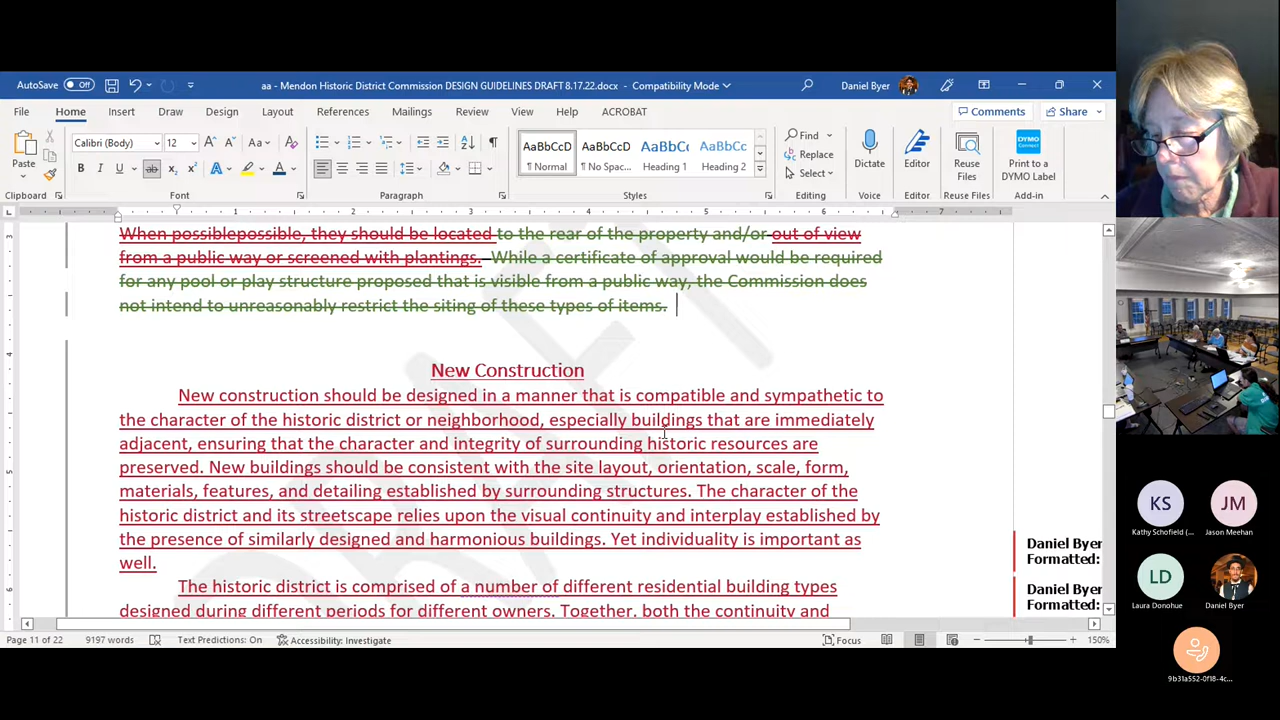 AutoSave Off aa - Mendon Historic District Commission DESIGN GUIDELINES DRAFT 8.17.22.docx - Compatibility Mode Daniel Byer
File Home Insert Draw Design Layout References Mailings Review View Help ACROBAT Comments Share
Calibri (Body) 12
Paste
B I U ab
AaBbCcD AaBbCcD AaBbCc AaBbCc
Normal No Spac... Heading 1 Heading 2
Find
Replace
Select
Dictate Editor Reuse Files Print to a DYMO Label
Clipboard Font Paragraph Styles Editing Voice Editor Reuse Files Add-in
1 2 3 4 5 6 7
When possiblepossible, they should be located to the rear of the property and/or out of view
from a public way or screened with plantings. While a certificate of approval would be required
for any pool or play structure proposed that is visible from a public way, the Commission does
not intend to unreasonably restrict the siting of these types of items.
New Construction
New construction should be designed in a manner that is compatible and sympathetic to
the character of the historic district or neighborhood, especially buildings that are immediately
adjacent, ensuring that the character and integrity of surrounding historic resources are
preserved. New buildings should be consistent with the site layout, orientation, scale, form,
materials, features, and detailing established by surrounding structures. The character of the
historic district and its streetscape relies upon the visual continuity and interplay established by
the presence of similarly designed and harmonious buildings. Yet individuality is important as
well.
The historic district is comprised of a number of different residential building types
designed during different periods for different owners. Together, both the continuity and
DRAFT
Daniel Byer
Formatted:
Daniel Byer
Formatted:
Page 11 of 22 9197 words Text Predictions: On Accessibility: Investigate Focus 150%
KS JM
Kathy Schofield (... Jason Meehan
LD
Laura Donohue Daniel Byer
9b31a552-0f18-4c...